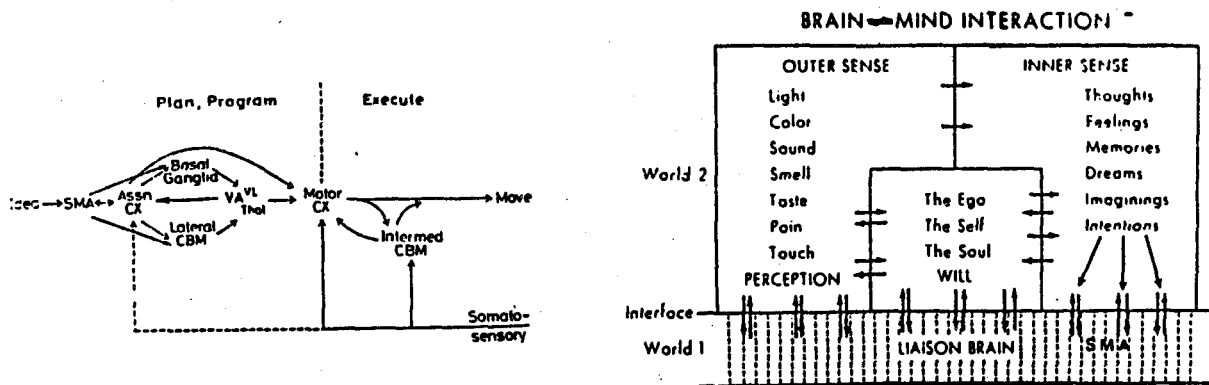 Plan, Program
Execute
Basal
Ganglia
Idea
SMA
Assn
CX
VA VL
Thal
Motor
CX
Move
Lateral
CBM
Intermed
CBM
Somato-
sensory
BRAIN⇌MIND INTERACTION
OUTER SENSE
INNER SENSE
Light
Color
Sound
Smell
Taste
Pain
Touch
PERCEPTION
The Ego
The Self
The Soul
WILL
Thoughts
Feelings
Memories
Dreams
Imaginings
Intentions
World 2
Interface
World 1
LIAISON BRAIN
SMA